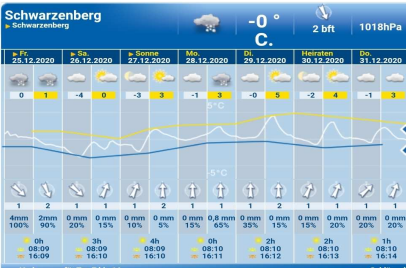 Schwarzenberg
► Schwarzenberg
-0 °
C.
2 bft
1018hPa
► Fr. ► Sa. ► Sonne Mo. Di. Heiraten Do.
25.12.2020 26.12.2020 27.12.2020 28.12.2020 29.12.2020 30.12.2020 31.12.2020
0 1 -4 0 -3 3 -1 3 -0 5 -2 4 -1 3
5°C
-5°C
1 2 1 1 1 2 1 1 1 2 1 1 1 1
4mm 2mm 0 mm 0 mm 0 mm 0 mm 0 mm 0,8 mm 0 mm 0 mm 0 mm 0 mm 0 mm 0 mm
100% 90% 20% 15% 10% 5% 15% 65% 35% 15% 15% 20% 20% 20%
0h 3h 4h 0h 2h 2h 1h
08:09 08:09 08:09 08:10 08:10 08:10 08:10
16:09 16:10 16:10 16:11 16:12 16:13 16:14